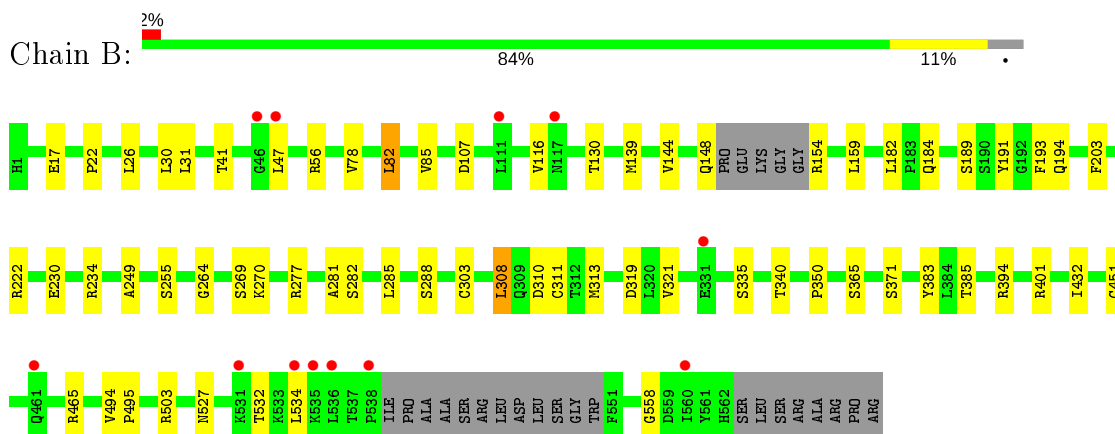 2%
Chain B:
84% 11% •
H1 E17 P22 L26 L30 L31 T41 G46 L47 R56 V78 L82 V85 D107 L111 V116 N117 T130 M139 V144 Q148 PRO GLU LYS GLY GLY R154 L159 L182 P183 Q184 S189 S190 Y191 G192 F193 Q194 F203
R222 E230 R234 A249 S255 G264 S269 K270 R277 A281 S282 L285 S288 C303 L308 Q309 D310 C311 T312 M313 D319 L320 V321 E331 S335 T340 P350 S365 S371 Y383 L384 T385 R394 R401 I432 C451
Q461 R465 V494 P495 R503 N527 K531 T532 K533 L534 K535 L536 T537 P538 ILE PRO ALA ALA SER ARG LEU ASP LEU SER GLY TRP F551 G558 D559 I560 Y561 H562 SER LEU SER ARG ALA ARG PRO ARG